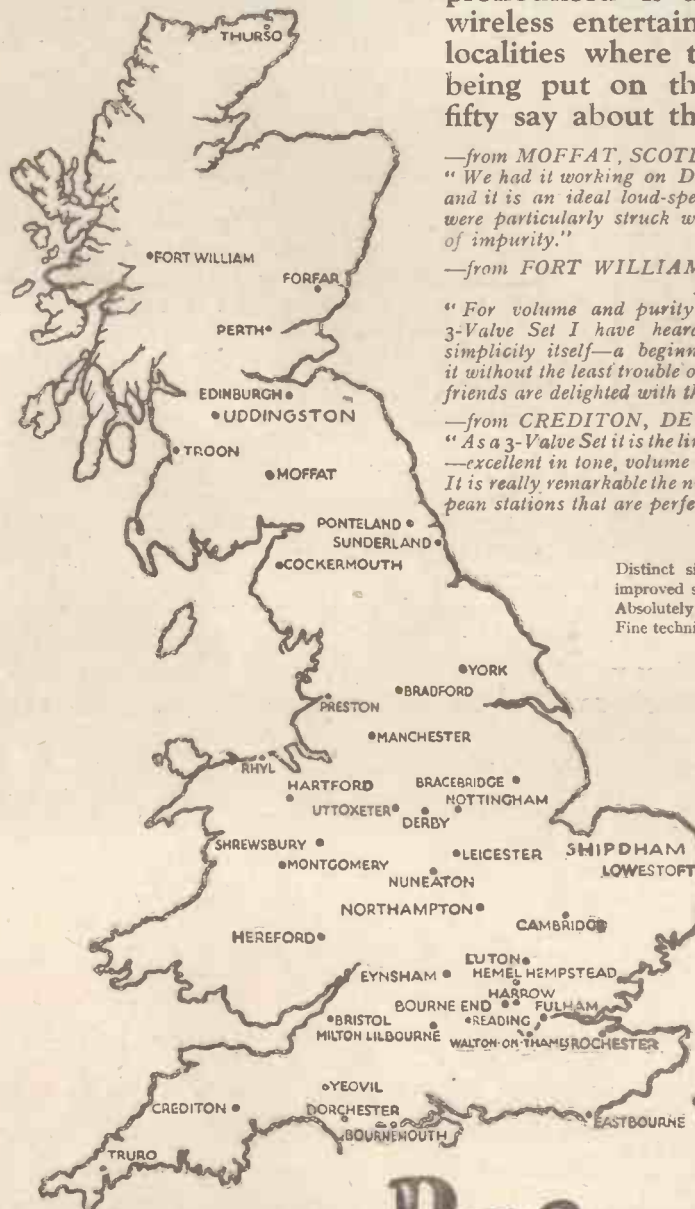 wireless entertain
localities where t
being put on th
fifty say about th
—from MOFFAT, SCOTL
"We had it working on D
and it is an ideal loud-spe
were particularly struck w
of impurity."
—from FORT WILLIAM
"For volume and purity
3-Valve Set I have heard
simplicity itself—a beginn
it without the least trouble o
friends are delighted with th
—from CREDITON, DE
"As a 3-Valve Set it is the lin
—excellent in tone, volume
It is really remarkable the n
pean stations that are perfe
Distinct si
improved s
Absolutely
Fine techni
THURSO
FORT WILLIAM
FORFAR
PERTH
EDINBURGH
UDDINGSTON
TROON
MOFFAT
PONTELAND
SUNDERLAND
COCKERMOUTH
YORK
BRADFORD
PRESTON
MANCHESTER
RHYL
HARTFORD
BRACEBRIDGE
UTTOXETER
NOTTINGHAM
DERBY
SHREWSBURY
LEICESTER
SHIPDHAM
MONTGOMERY
LOWESTOFT
NUNEATON
NORTHAMPTON
CAMBRIDGE
HEREFORD
LUTON
EYNSHAM
HEMEL HEMPSTEAD
HARROW
BOURNE END
FULHAM
BRISTOL
READING
MILTON LILBOURNE
WALTON-ON-THAMES
ROCHESTER
YEOVIL
CREDITON
DORCHESTER
EASTBOURNE
BOURNEMOUTH
TRURO